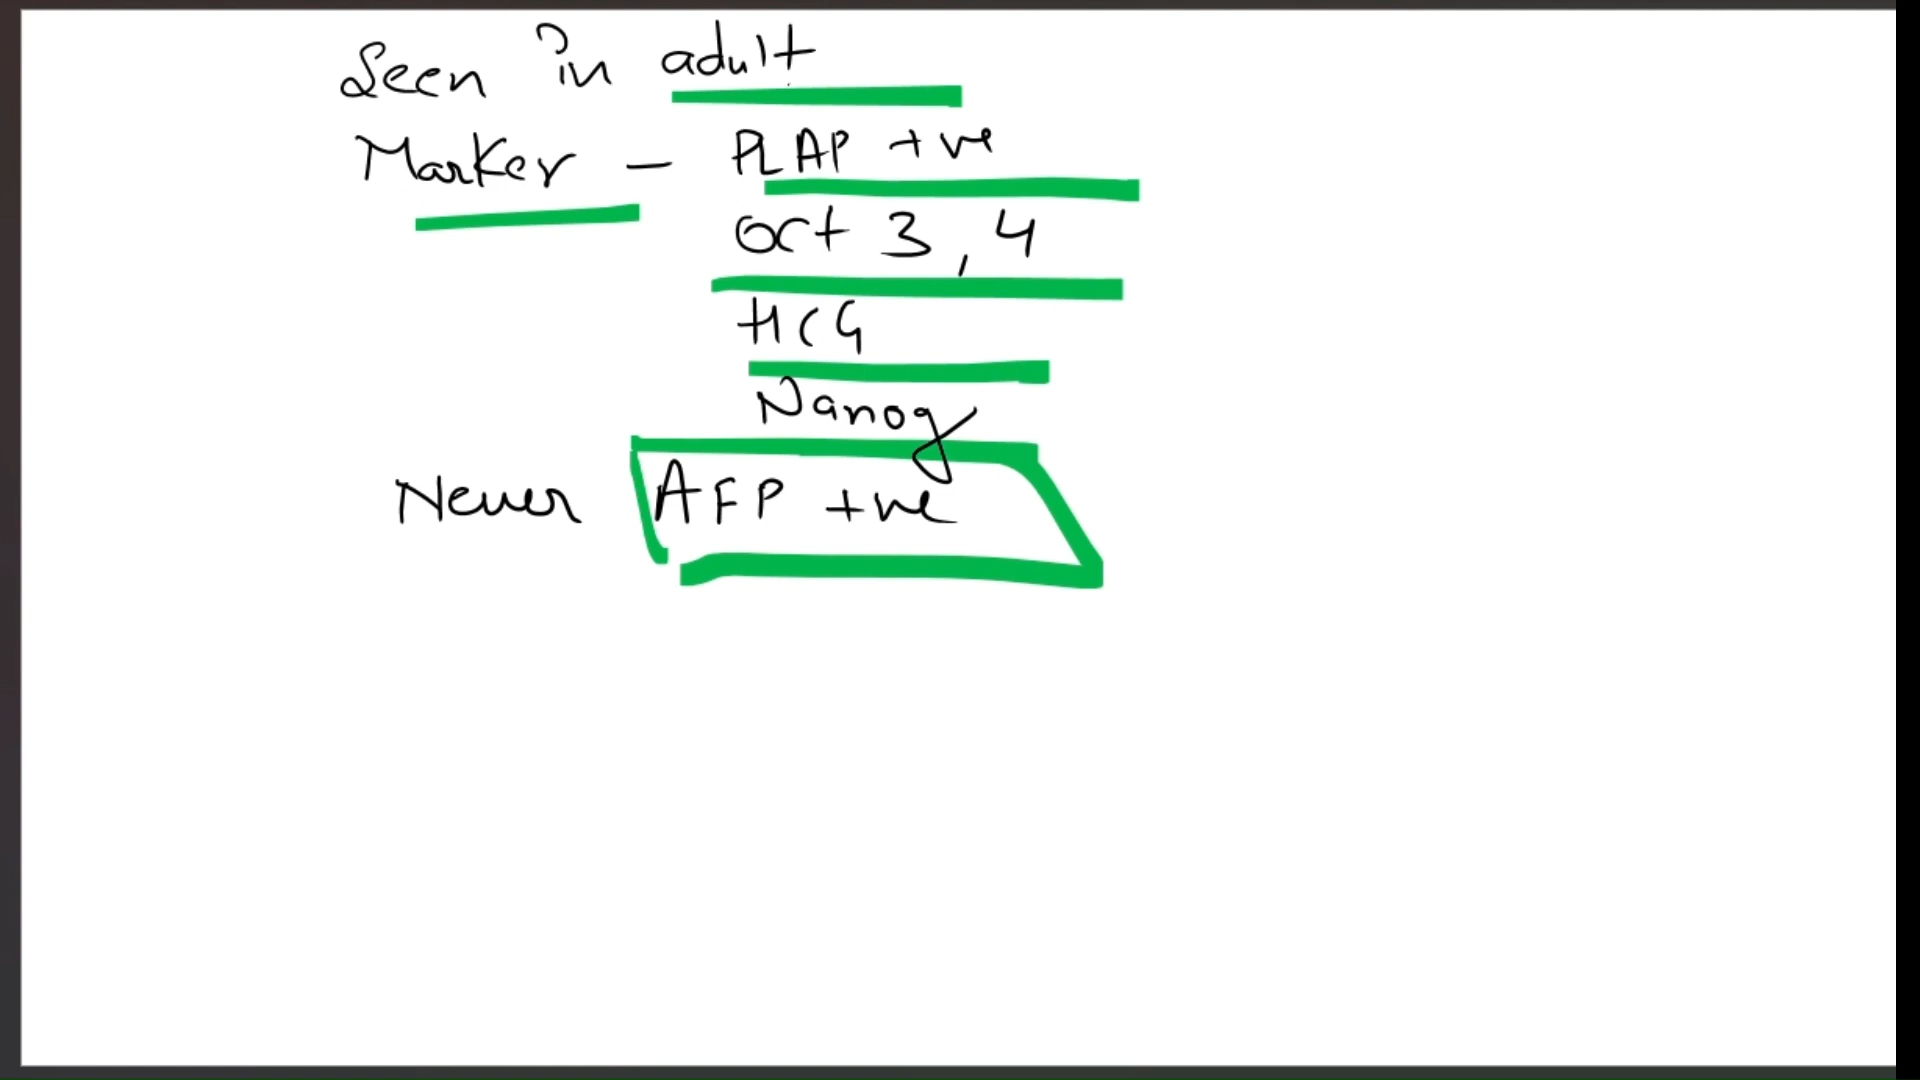 Seen in adult
Marker - PLAP +ve
oct 3, 4
HCG
Nanog
Never AFP +ve